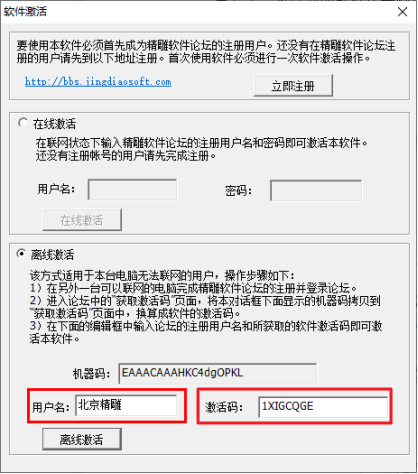 软件激活
要使用本软件必须首先成为精雕软件论坛的注册用户。还没有在精雕软件论坛注
册的用户请先到以下地址注册。首次使用软件必须进行一次软件激活操作。
http://bbs.jingdiaosoft.com
立即注册
在线激活
在联网状态下输入精雕软件论坛的注册用户名和密码即可激活本软件。
还没有注册帐号的用户请先完成注册。
用户名：
密码：
在线激活
离线激活
该方式适用于本台电脑无法联网的用户，操作步骤如下：
1）在另外一台可以联网的电脑完成精雕软件论坛的注册并登录论坛。
2）进入论坛中的"获取激活码"页面，将本对话框下面显示的机器码拷贝到
"获取激活码"页面中，换算成软件的激活码。
3）在下面的编辑框中输入论坛的注册用户名和所获取的软件激活码即可激
活本软件。
机器码：
EAAACAAAHKC4dgOPKL
用户名：
北京精雕
激活码：
1XIGCQGE
离线激活